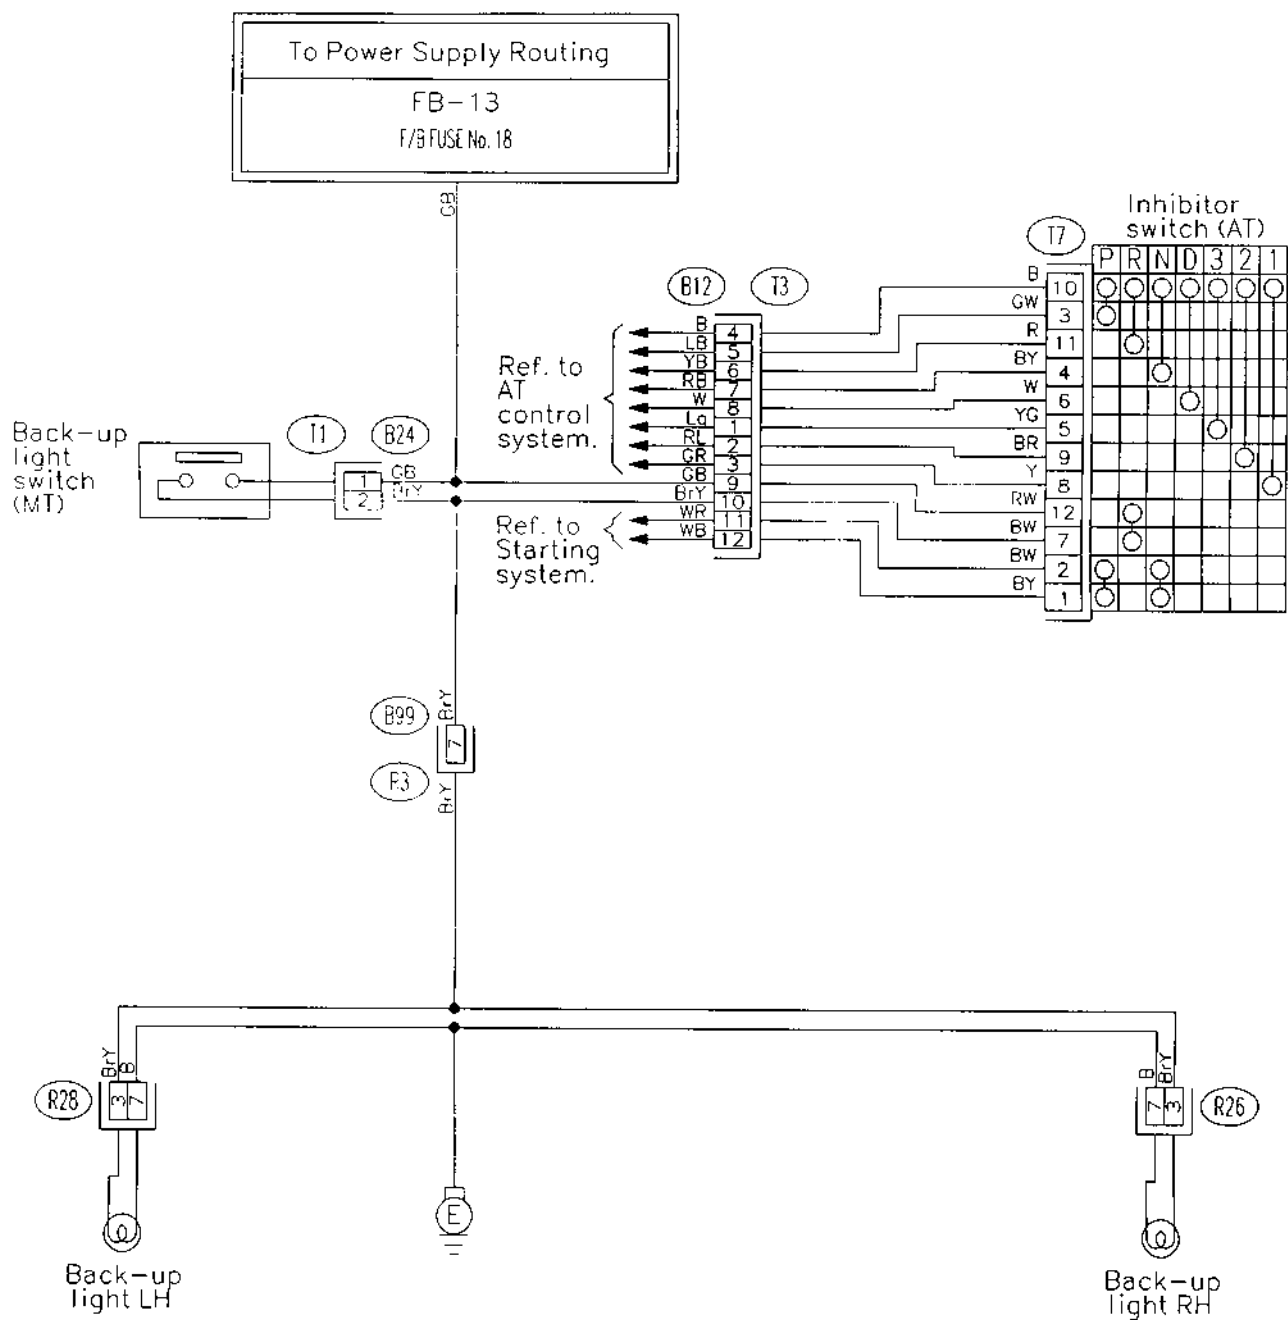 To Power Supply Routing
FB-13
F/B FUSE No. 18
GB
Inhibitor
switch (AT)
T7
P R N D 3 2 1
B 10
GW 3
R 11
BY 4
W 6
YG 5
BR 9
Y 8
RW 12
BW 7
BW 2
BY 1
B12
T3
B 4
LB 5
YB 6
RB 7
W 8
Lg 1
RL 2
GR 3
GB 9
BrY 10
WR 11
WB 12
Ref. to
AT
control
system.
Ref. to
Starting
system.
Back-up
light
switch
(MT)
T1
B24
1 GB
2 BrY
BrY
B99
7
R3
BrY
BrY
B
R28
3 7
B
BrY
7 3
R26
E
Back-up
light LH
Back-up
light RH